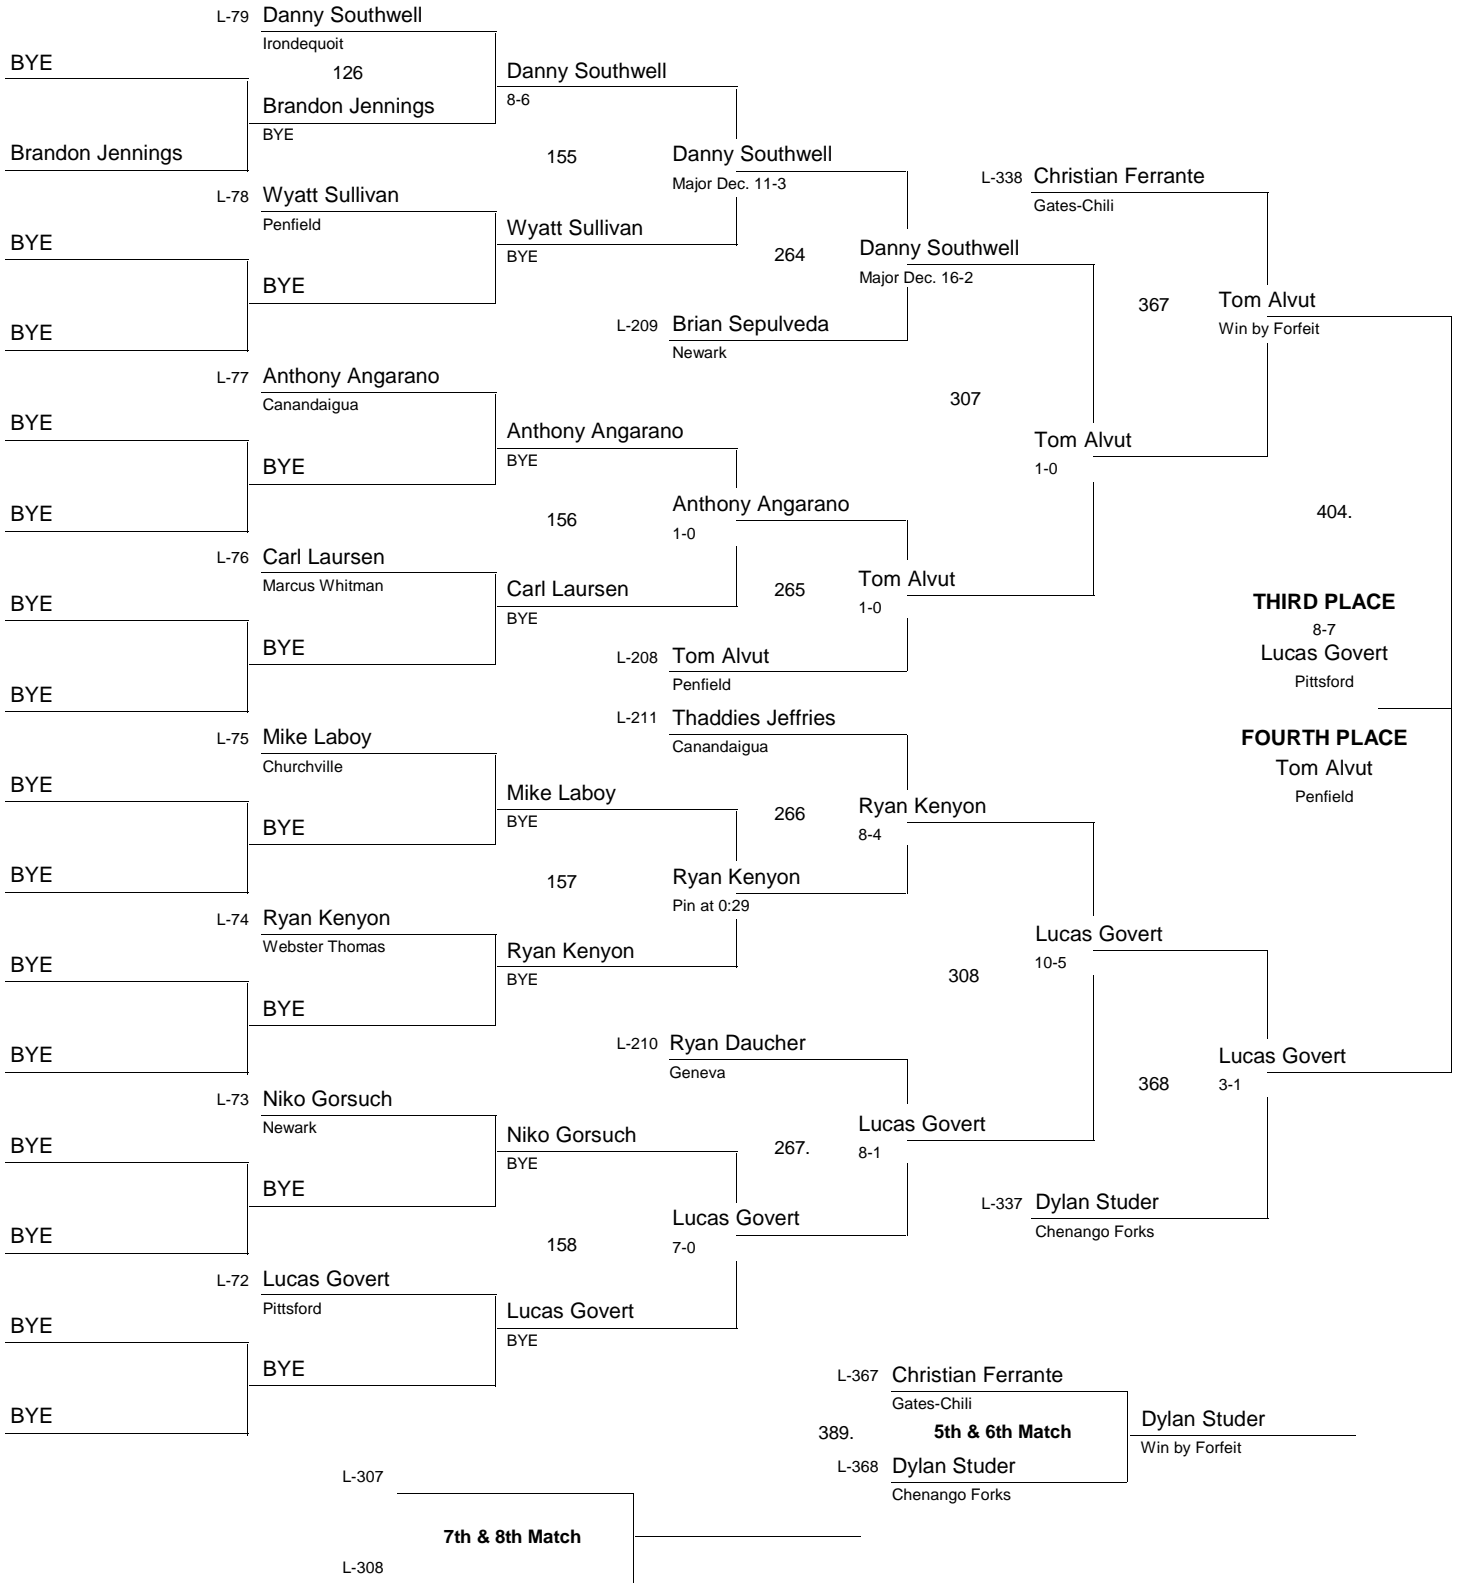 L-79 Danny Southwell
Irondequoit
BYE
126
Danny Southwell
8-6
Brandon Jennings
BYE
Brandon Jennings
155
Danny Southwell
Major Dec. 11-3
L-338 Christian Ferrante
Gates-Chili
L-78 Wyatt Sullivan
Penfield
Wyatt Sullivan
BYE
BYE
264
Danny Southwell
Major Dec. 16-2
BYE
367
Tom Alvut
Win by Forfeit
BYE
L-209 Brian Sepulveda
Newark
L-77 Anthony Angarano
Canandaigua
307
BYE
Anthony Angarano
BYE
Tom Alvut
1-0
BYE
Anthony Angarano
1-0
BYE
156
404.
L-76 Carl Laursen
Marcus Whitman
Carl Laursen
BYE
265
Tom Alvut
1-0
BYE
THIRD PLACE
8-7
Lucas Govert
Pittsford
BYE
L-208 Tom Alvut
Penfield
BYE
L-211 Thaddies Jeffries
Canandaigua
L-75 Mike Laboy
Churchville
FOURTH PLACE
Tom Alvut
Penfield
BYE
Mike Laboy
BYE
266
Ryan Kenyon
8-4
BYE
BYE
157
Ryan Kenyon
Pin at 0:29
L-74 Ryan Kenyon
Webster Thomas
Ryan Kenyon
BYE
Lucas Govert
10-5
BYE
308
BYE
BYE
L-210 Ryan Daucher
Geneva
Lucas Govert
3-1
368
L-73 Niko Gorsuch
Newark
BYE
Niko Gorsuch
BYE
267.
Lucas Govert
8-1
BYE
L-337 Dylan Studer
Chenango Forks
BYE
158
Lucas Govert
7-0
L-72 Lucas Govert
Pittsford
BYE
Lucas Govert
BYE
BYE
BYE
L-367 Christian Ferrante
Gates-Chili
389.
5th & 6th Match
Dylan Studer
Win by Forfeit
L-368 Dylan Studer
Chenango Forks
L-307
7th & 8th Match
L-308